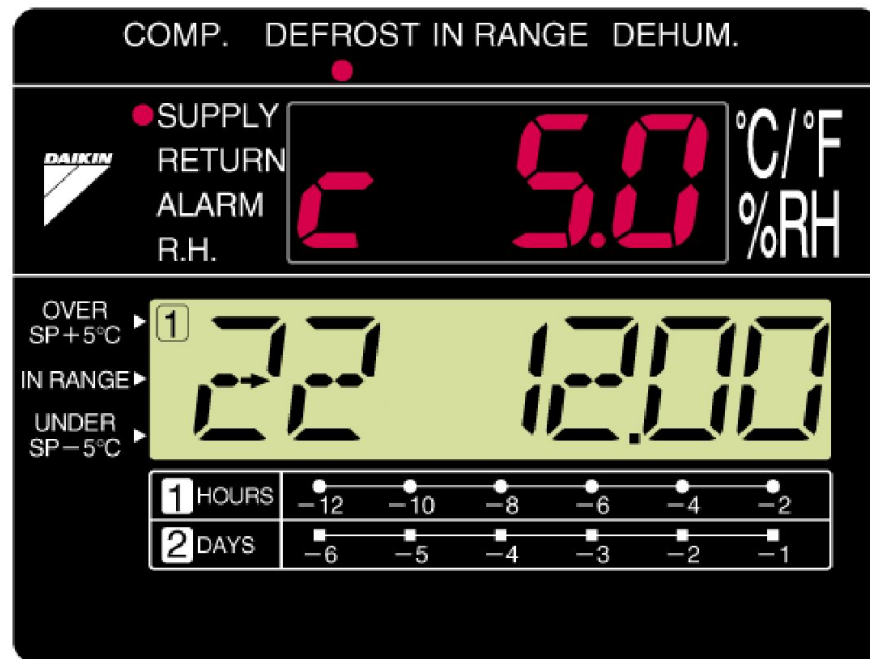 COMP. DEFROST IN RANGE DEHUM.
SUPPLY
RETURN
ALARM
R.H.
DAIKIN
c 5.0
°C/°F
%RH
OVER
SP+5℃
IN RANGE
UNDER
SP−5℃
1
22 12.00
1 HOURS −12 −10 −8 −6 −4 −2
2 DAYS −6 −5 −4 −3 −2 −1